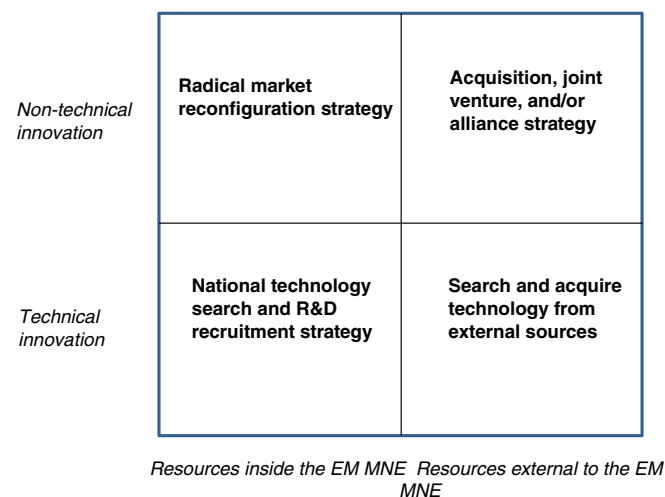 Non-technical
innovation
Radical market
reconfiguration strategy
Acquisition, joint
venture, and/or
alliance strategy
Technical
innovation
National technology
search and R&D
recruitment strategy
Search and acquire
technology from
external sources
Resources inside the EM MNE Resources external to the EM
MNE